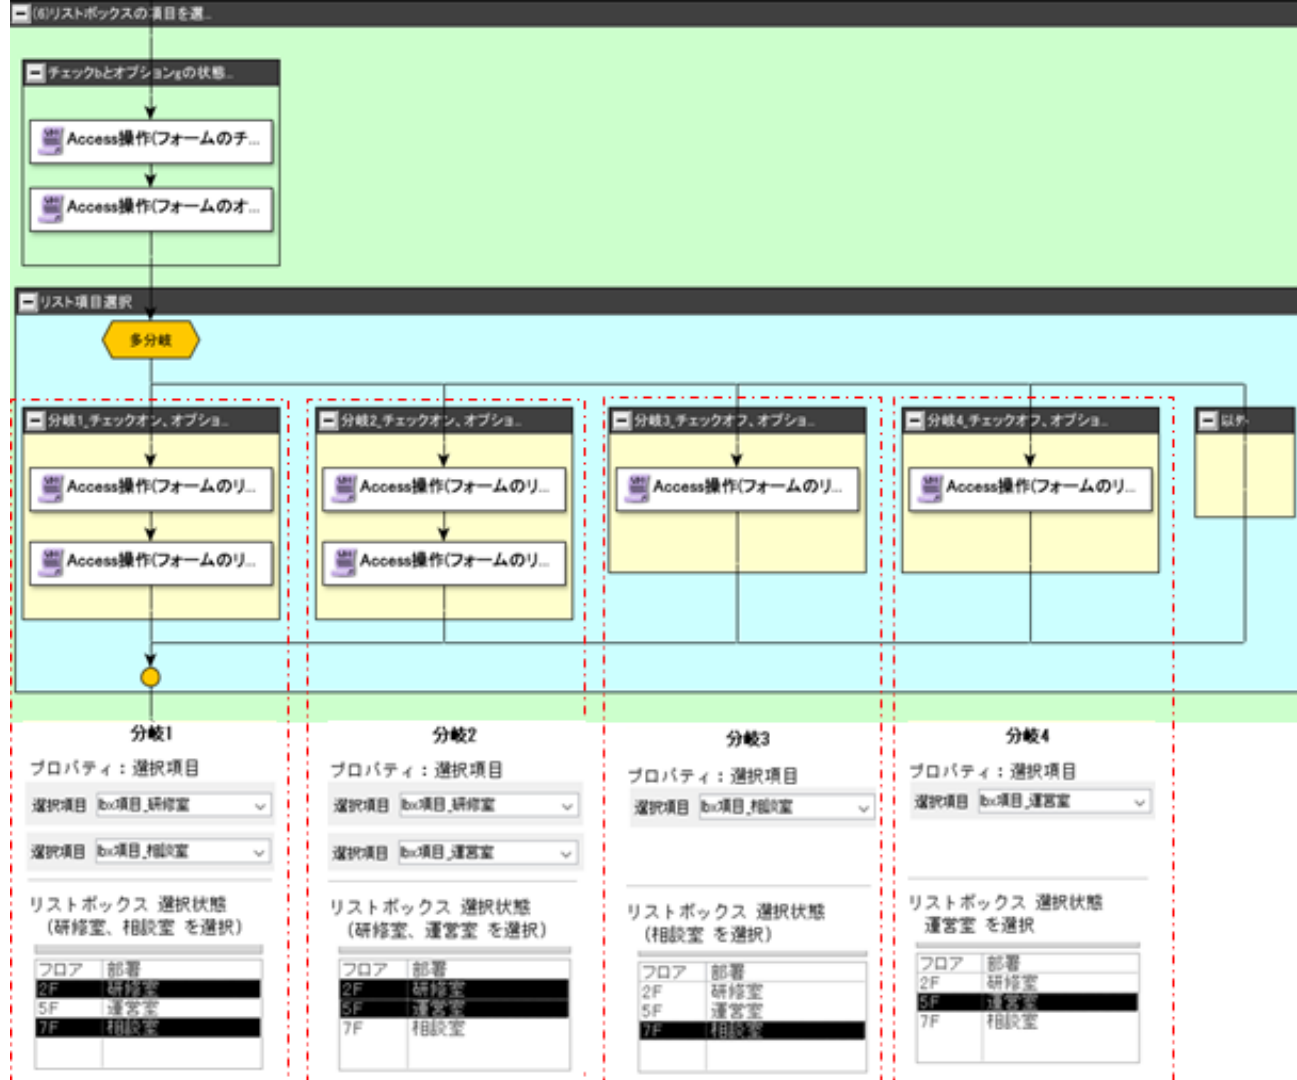 (6)リストボックスの項目を選...
チェックbとオプションgの状態...
Access操作(フォームのチ...
Access操作(フォームのオ...
リスト項目選択
多分岐
分岐1_チェックオン、オプショ...
分岐2_チェックオン、オプショ...
分岐3_チェックオフ、オプショ...
分岐4_チェックオフ、オプショ...
以外
Access操作(フォームのリ...
Access操作(フォームのリ...
Access操作(フォームのリ...
Access操作(フォームのリ...
Access操作(フォームのリ...
Access操作(フォームのリ...
分岐1
プロパティ：選択項目
選択項目 lbx項目_研修室
選択項目 lbx項目_相談室
リストボックス 選択状態
(研修室、相談室 を選択)
フロア 部署
2F 研修室
5F 運営室
7F 相談室
分岐2
プロパティ：選択項目
選択項目 lbx項目_研修室
選択項目 lbx項目_運営室
リストボックス 選択状態
(研修室、運営室 を選択)
フロア 部署
2F 研修室
5F 運営室
7F 相談室
分岐3
プロパティ：選択項目
選択項目 lbx項目_相談室
リストボックス 選択状態
(相談室 を選択)
フロア 部署
2F 研修室
5F 運営室
7F 相談室
分岐4
プロパティ：選択項目
選択項目 lbx項目_運営室
リストボックス 選択状態
運営室 を選択
フロア 部署
2F 研修室
5F 運営室
7F 相談室